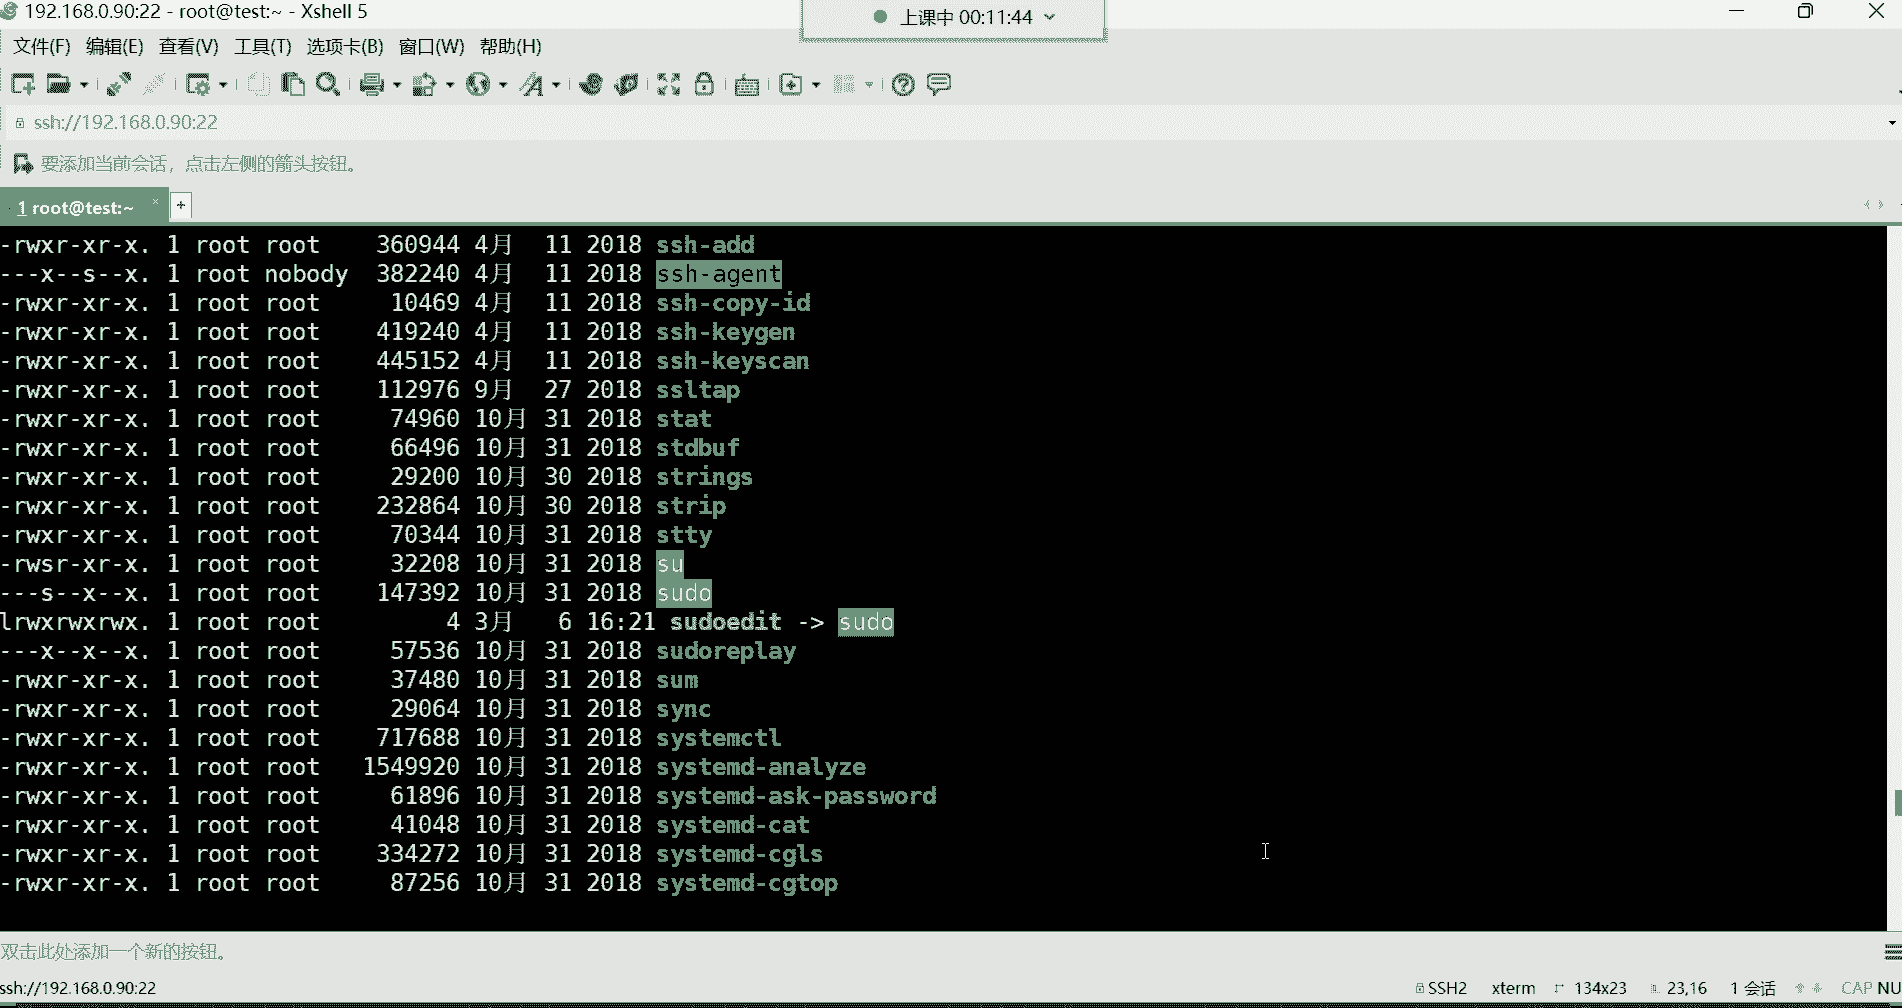 192.168.0.90:22 - root@test:~ - Xshell 5
上课中 00:11:44
文件(F) 编辑(E) 查看(V) 工具(T) 选项卡(B) 窗口(W) 帮助(H)
ssh://192.168.0.90:22
要添加当前会话，点击左侧的箭头按钮。
1 root@test:~ × +
-rwxr-xr-x. 1 root root    360944 4月   11 2018 ssh-add
---x--s--x. 1 root nobody  382240 4月   11 2018 ssh-agent
-rwxr-xr-x. 1 root root     10469 4月   11 2018 ssh-copy-id
-rwxr-xr-x. 1 root root    419240 4月   11 2018 ssh-keygen
-rwxr-xr-x. 1 root root    445152 4月   11 2018 ssh-keyscan
-rwxr-xr-x. 1 root root    112976 9月   27 2018 ssltap
-rwxr-xr-x. 1 root root     74960 10月  31 2018 stat
-rwxr-xr-x. 1 root root     66496 10月  31 2018 stdbuf
-rwxr-xr-x. 1 root root     29200 10月  30 2018 strings
-rwxr-xr-x. 1 root root    232864 10月  30 2018 strip
-rwxr-xr-x. 1 root root     70344 10月  31 2018 stty
-rwsr-xr-x. 1 root root     32208 10月  31 2018 su
---s--x--x. 1 root root    147392 10月  31 2018 sudo
lrwxrwxrwx. 1 root root         4 3月    6 16:21 sudoedit -> sudo
---x--x--x. 1 root root     57536 10月  31 2018 sudoreplay
-rwxr-xr-x. 1 root root     37480 10月  31 2018 sum
-rwxr-xr-x. 1 root root     29064 10月  31 2018 sync
-rwxr-xr-x. 1 root root    717688 10月  31 2018 systemctl
-rwxr-xr-x. 1 root root   1549920 10月  31 2018 systemd-analyze
-rwxr-xr-x. 1 root root     61896 10月  31 2018 systemd-ask-password
-rwxr-xr-x. 1 root root     41048 10月  31 2018 systemd-cat
-rwxr-xr-x. 1 root root    334272 10月  31 2018 systemd-cgls
-rwxr-xr-x. 1 root root     87256 10月  31 2018 systemd-cgtop
双击此处添加一个新的按钮。
ssh://192.168.0.90:22 SSH2 xterm 134x23 23,16 1 会话 CAP NU